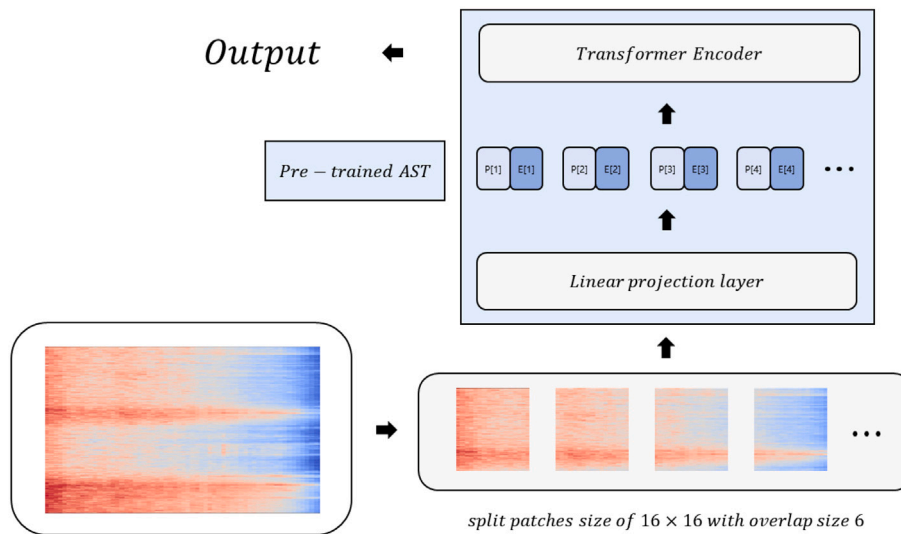 Output
Transformer Encoder
Pre − trained AST
P[1] E[1] P[2] E[2] P[3] E[3] P[4] E[4] ...
Linear projection layer
...
split patches size of 16 × 16 with overlap size 6